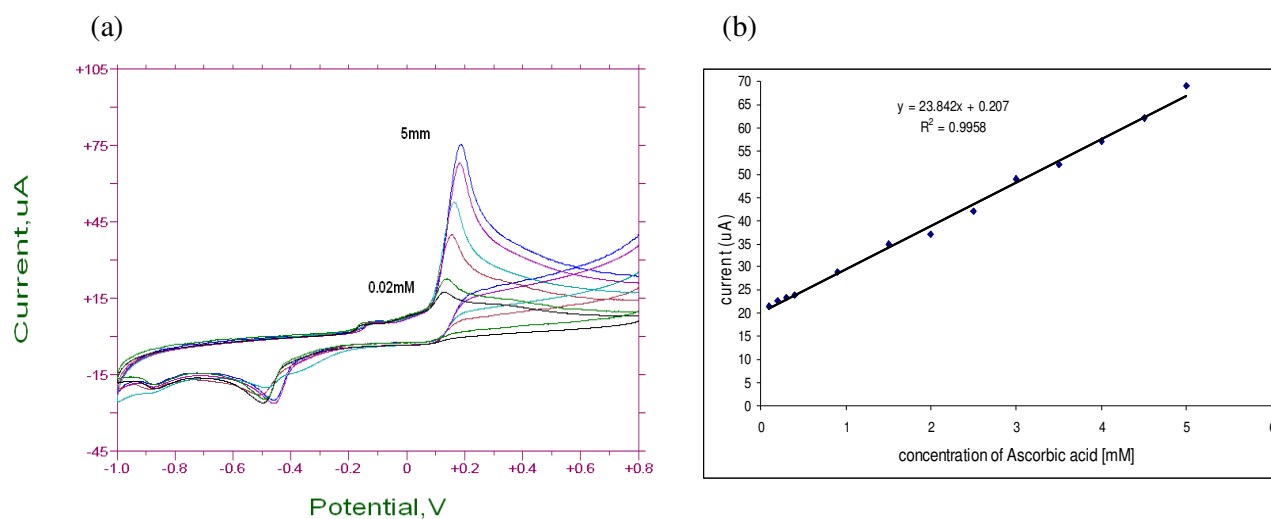 (a)
+105
+75
+45
+15
-15
-45
Current,uA
5mm
0.02mM
-1.0 -0.8 -0.6 -0.4 -0.2 0 +0.2 +0.4 +0.6 +0.8
Potential,V
(b)
70
65
60
55
50
45
40
35
30
25
20
15
10
5
0
current (uA)
y = 23.842x + 0.207
R² = 0.9958
0 1 2 3 4 5 6
concentration of Ascorbic acid [mM]